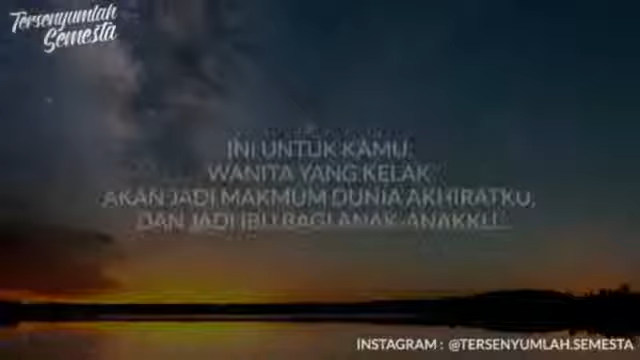 Tersenyumlah
Semesta
INI UNTUK KAMU,
WANITA YANG KELAK
AKAN JADI MAKMUM DUNIA AKHIRATKU,
DAN JADI IBU BAGI ANAK-ANAKKU
INSTAGRAM : @TERSENYUMLAH.SEMESTA